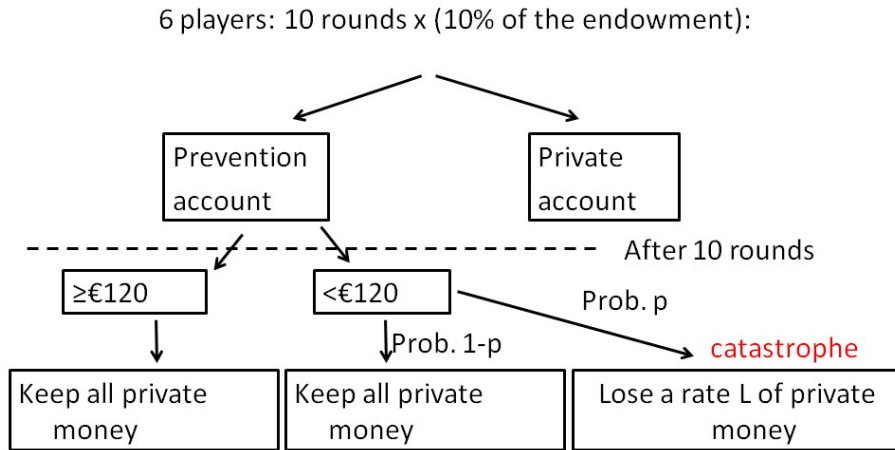 6 players: 10 rounds x (10% of the endowment):
Prevention
account
Private
account
After 10 rounds
≥€120
<€120
Prob. p
Prob. 1-p
catastrophe
Keep all private
money
Keep all private
money
Lose a rate L of private
money